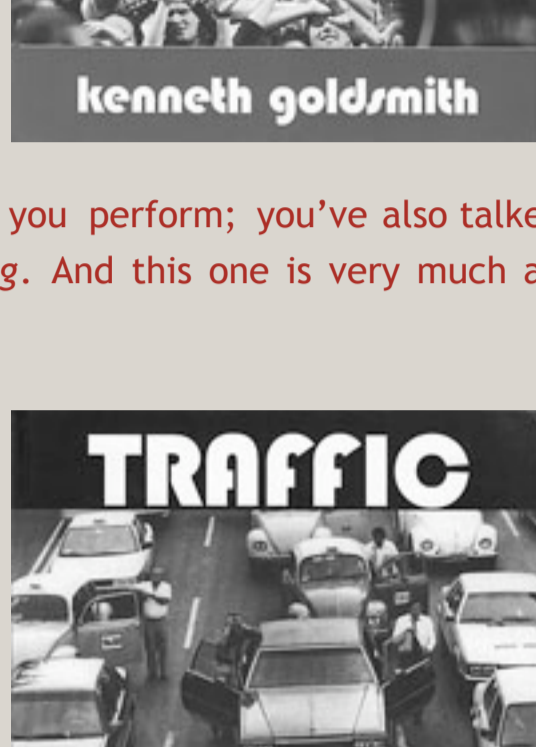 kenneth goldsmith
you perform; you've also talke
g. And this one is very much a
TRAFFIC